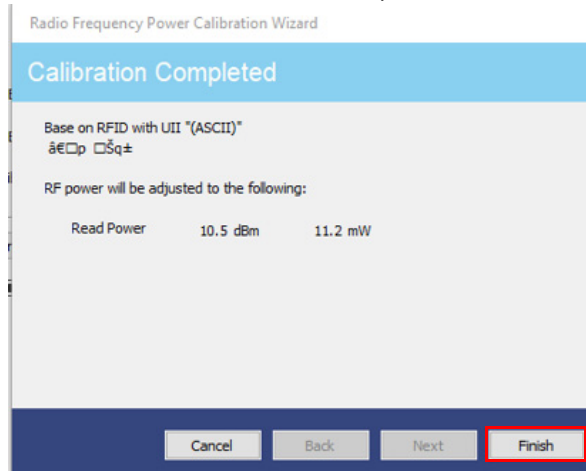 Radio Frequency Power Calibration Wizard
Calibration Completed
Base on RFID with UII "(ASCII)"
RF power will be adjusted to the following:
Read Power 10.5 dBm 11.2 mW
Cancel Back Next Finish